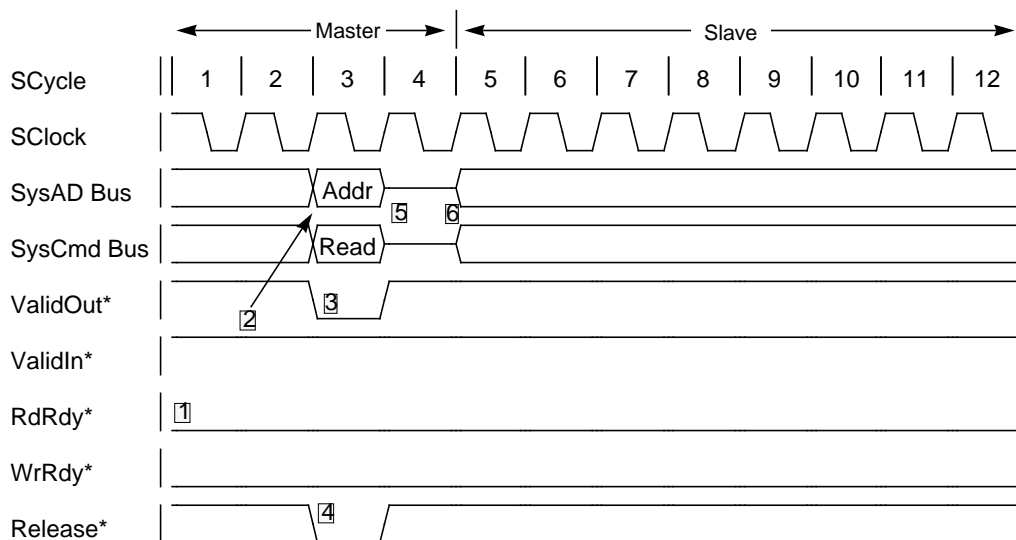 Master Slave
SCycle 1 2 3 4 5 6 7 8 9 10 11 12
SClock
SysAD Bus Addr
5 6
SysCmd Bus Read
ValidOut* 3
2
ValidIn*
RdRdy* 1
WrRdy*
Release* 4